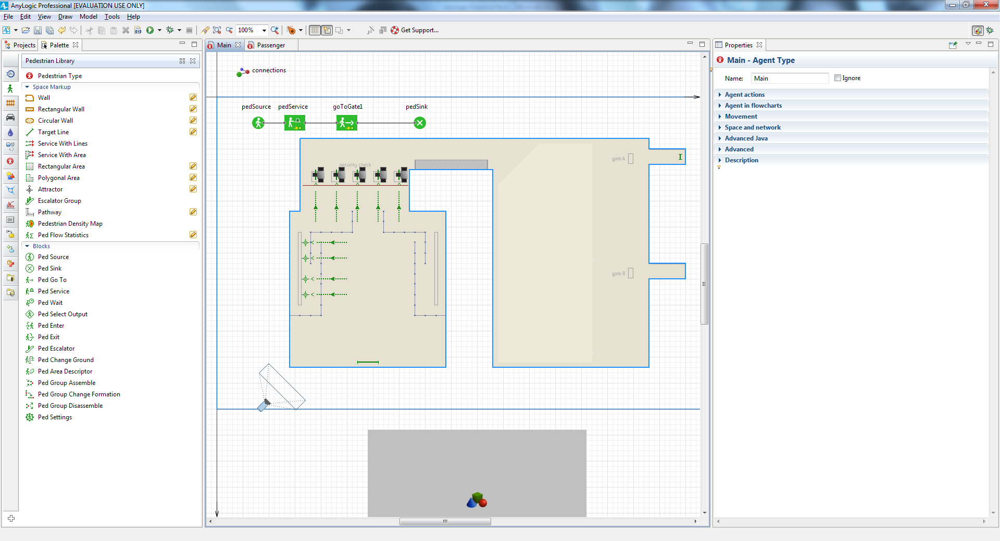 AnyLogic Professional [EVALUATION USE ONLY]
File Edit View Draw Model Tools Help
100% Get Support...
Projects Palette
Main Passenger
Properties
Pedestrian Library
Pedestrian Type
Space Markup
Wall
Rectangular Wall
Circular Wall
Target Line
Service With Lines
Service With Area
Rectangular Area
Polygonal Area
Attractor
Escalator Group
Pathway
Pedestrian Density Map
Ped Flow Statistics
Blocks
Ped Source
Ped Sink
Ped Go To
Ped Service
Ped Wait
Ped Select Output
Ped Enter
Ped Exit
Ped Escalator
Ped Change Ground
Ped Area Descriptor
Ped Group Assemble
Ped Group Change Formation
Ped Group Disassemble
Ped Settings
OK
connections
pedSource pedService goToGate1 pedSink
security check
gate A
gate B
Main - Agent Type
Name: Main Ignore
Agent actions
Agent in flowcharts
Movement
Space and network
Advanced Java
Advanced
Description